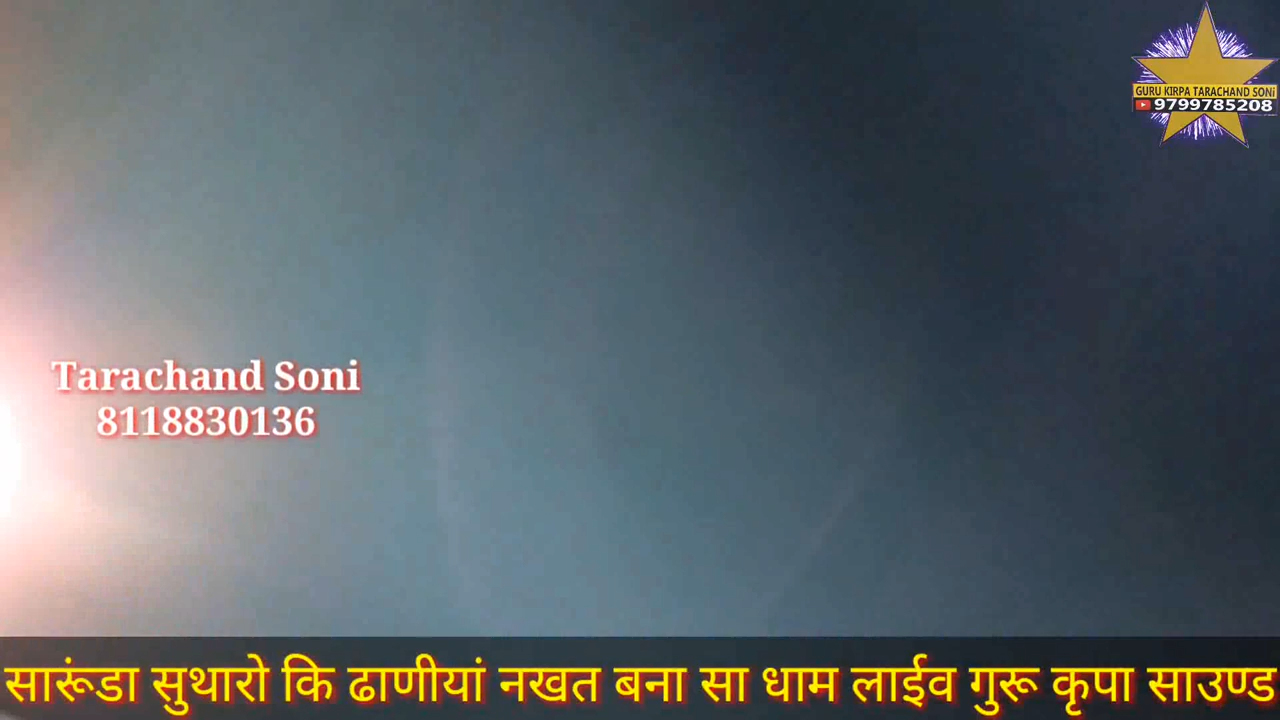 GURU KIRPA TARACHAND SONi
9799785208
Tarachand Soni
8118830136
सारूंडा सुथारो कि ढाणीयां नखत बना सा धाम लाईव गुरू कृपा साउण्ड